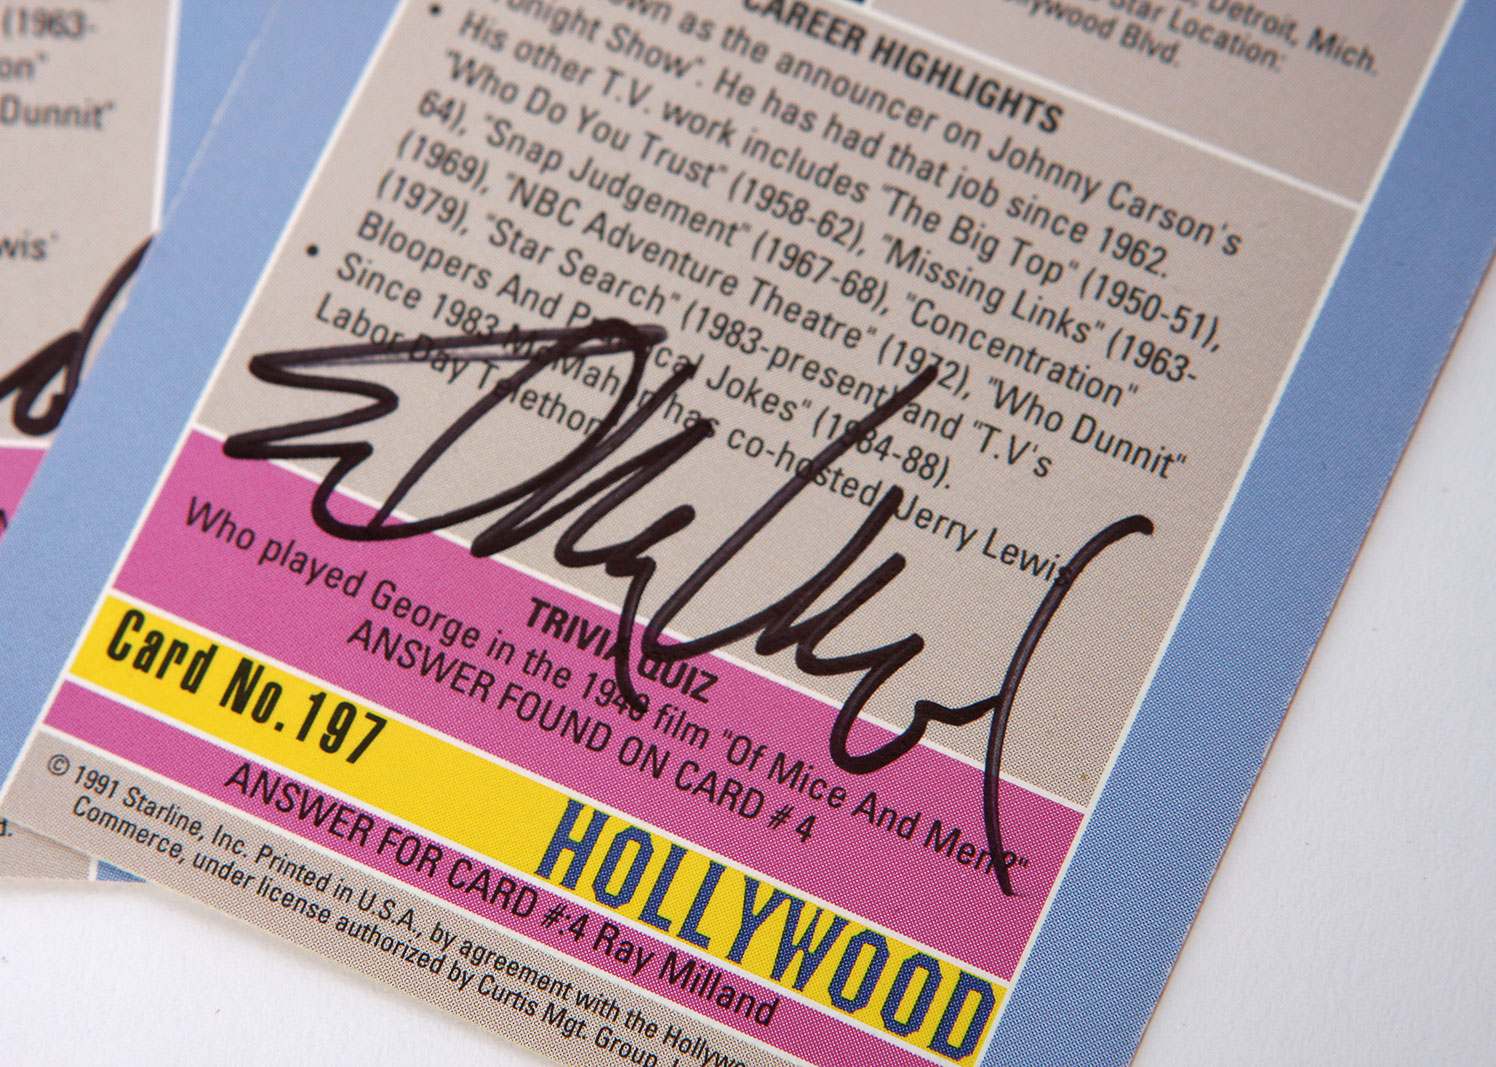 (1963-
on"
Dunnit"
wis'
d.
Detroit, Mich.
Star Location:
llywood Blvd.
CAREER HIGHLIGHTS
own as the announcer on Johnny Carson's
onight Show". He has had that job since 1962.
• His other T.V. work includes "The Big Top" (1950-51),
"Who Do You Trust" (1958-62), "Missing Links" (1963-
64), "Snap Judgement" (1967-68), "Concentration"
(1969), "NBC Adventure Theatre" (1972), "Who Dunnit"
(1979), "Star Search" (1983-present) and "T.V's
Bloopers And Practical Jokes" (1984-88).
• Since 1983 McMahon has co-hosted Jerry Lewis'
Labor Day Telethon.
TRIVIA QUIZ
Who played George in the 1940 film "Of Mice And Men?"
ANSWER FOUND ON CARD # 4
Card No. 197
HOLLYWOOD
ANSWER FOR CARD #:4 Ray Milland
© 1991 Starline, Inc. Printed in U.S.A., by agreement with the Hollywo
Commerce, under license authorized by Curtis Mgt. Group, I